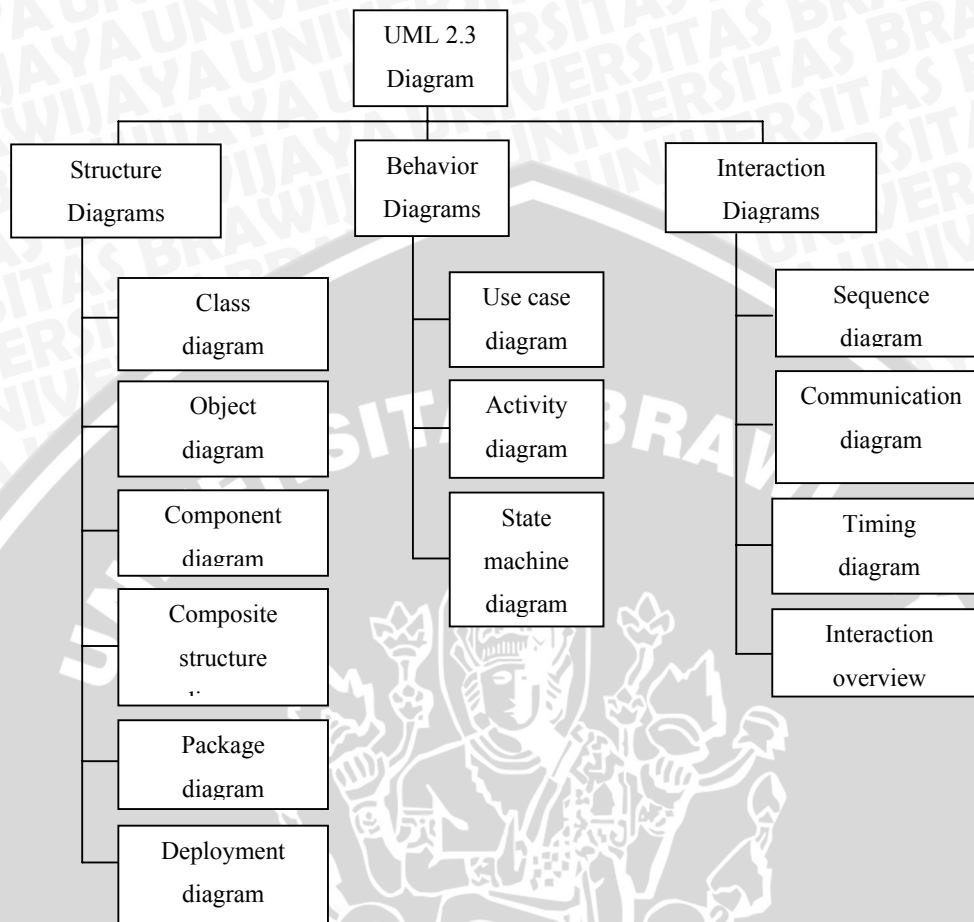 UML 2.3
Diagram
Structure
Diagrams
Behavior
Diagrams
Interaction
Diagrams
Class
diagram
Object
diagram
Component
diagram
Composite
structure
Package
diagram
Deployment
diagram
Use case
diagram
Activity
diagram
State
machine
diagram
Sequence
diagram
Communication
diagram
Timing
diagram
Interaction
overview
UNIVERSITAS BRAWIJAYA